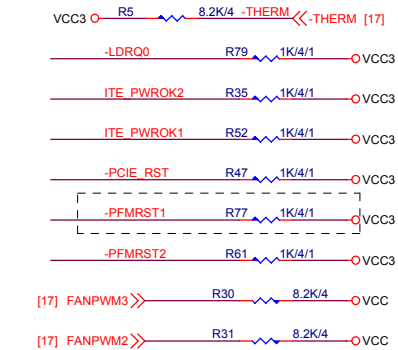 VCC3 R5 8.2K/4 -THERM -THERM [17]
-LDRQ0 R79 1K/4/1 VCC3
ITE_PWROK2 R35 1K/4/1 VCC3
ITE_PWROK1 R52 1K/4/1 VCC3
-PCIE_RST R47 1K/4/1 VCC3
-PFMRST1 R77 1K/4/1 VCC3
-PFMRST2 R61 1K/4/1 VCC3
[17] FANPWM3 R30 8.2K/4 VCC
[17] FANPWM2 R31 8.2K/4 VCC